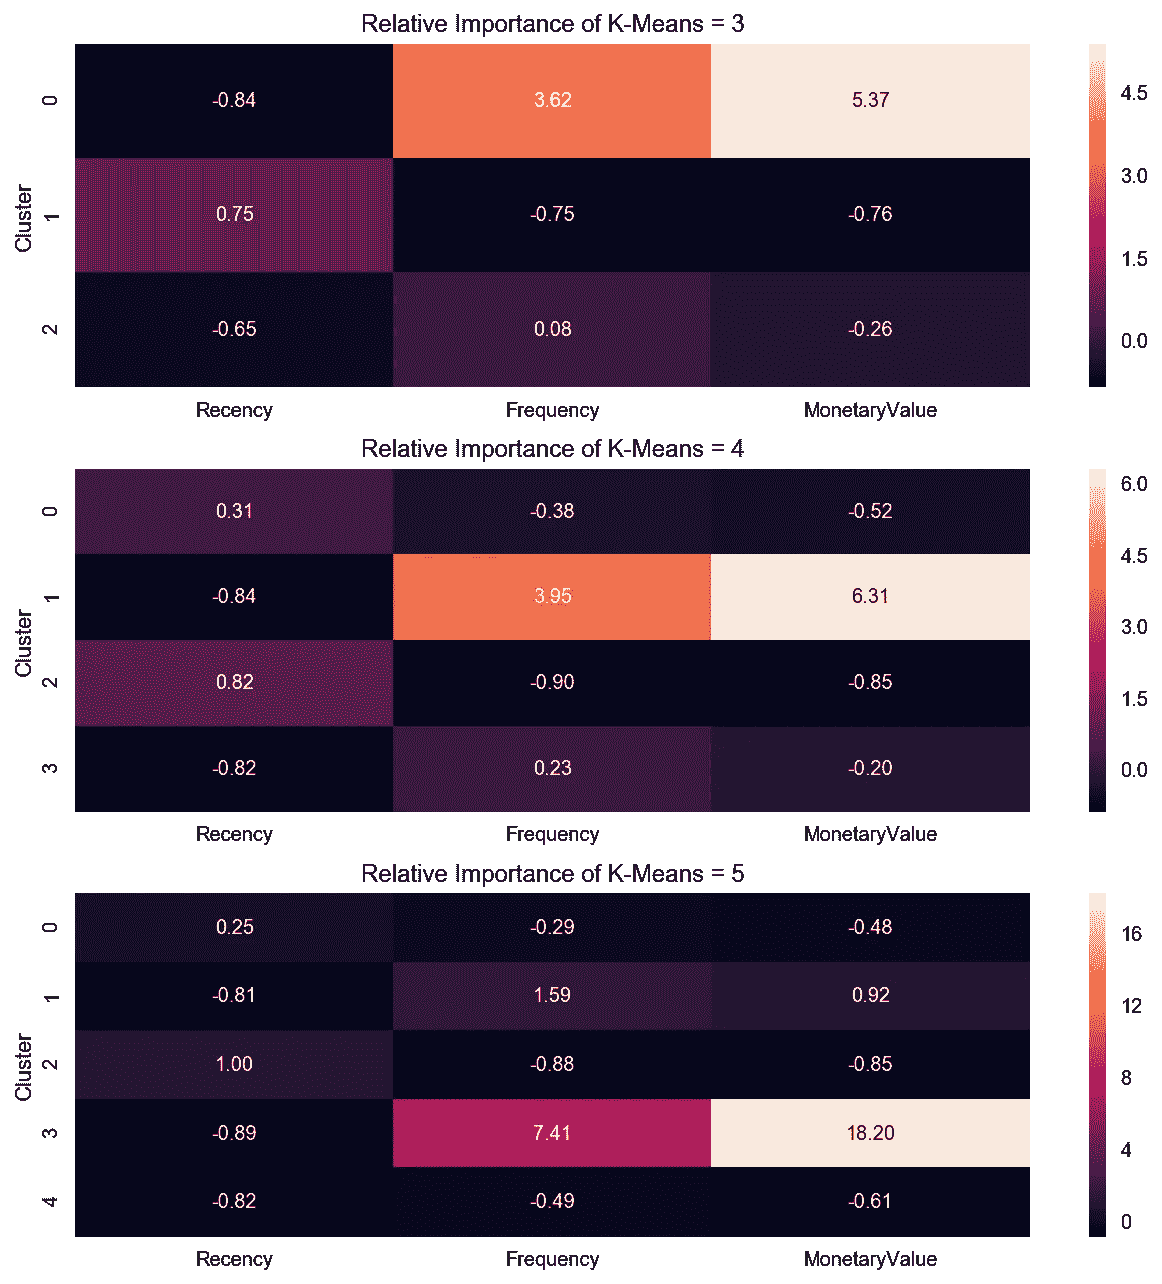 Relative Importance of K-Means = 3
0 -0.84 3.62 5.37
1 0.75 -0.75 -0.76
2 -0.65 0.08 -0.26
Cluster
Recency Frequency MonetaryValue
4.5
3.0
1.5
0.0
Relative Importance of K-Means = 4
0 0.31 -0.38 -0.52
1 -0.84 3.95 6.31
2 0.82 -0.90 -0.85
3 -0.82 0.23 -0.20
Cluster
Recency Frequency MonetaryValue
6.0
4.5
3.0
1.5
0.0
Relative Importance of K-Means = 5
0 0.25 -0.29 -0.48
1 -0.81 1.59 0.92
2 1.00 -0.88 -0.85
3 -0.89 7.41 18.20
4 -0.82 -0.49 -0.61
Cluster
Recency Frequency MonetaryValue
16
12
8
4
0